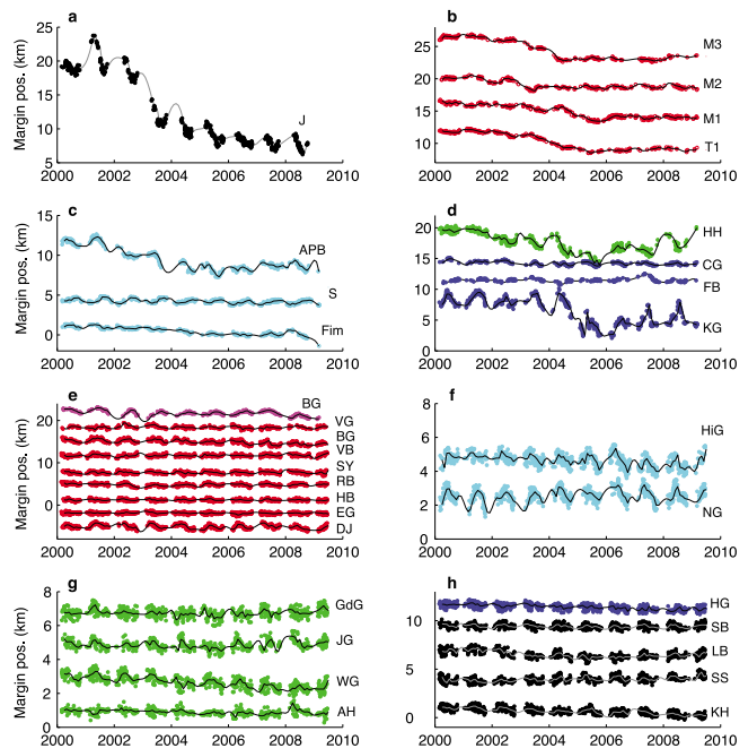 a
Margin pos. (km)
25
20
15
10
5
J
2000 2002 2004 2006 2008 2010
b
25
20
15
10
M3
M2
M1
T1
2000 2002 2004 2006 2008 2010
c
Margin pos. (km)
15
10
5
0
APB
S
Fim
2000 2002 2004 2006 2008 2010
d
20
15
10
5
0
HH
CG
FB
KG
2000 2002 2004 2006 2008 2010
e
Margin pos. (km)
20
10
0
BG
VG
BG
VB
SY
RB
HB
EG
DJ
2000 2002 2004 2006 2008 2010
f
8
6
4
2
0
HiG
NG
2000 2002 2004 2006 2008 2010
g
Margin pos. (km)
8
6
4
2
0
GdG
JG
WG
AH
2000 2002 2004 2006 2008 2010
h
10
5
0
HG
SB
LB
SS
KH
2000 2002 2004 2006 2008 2010